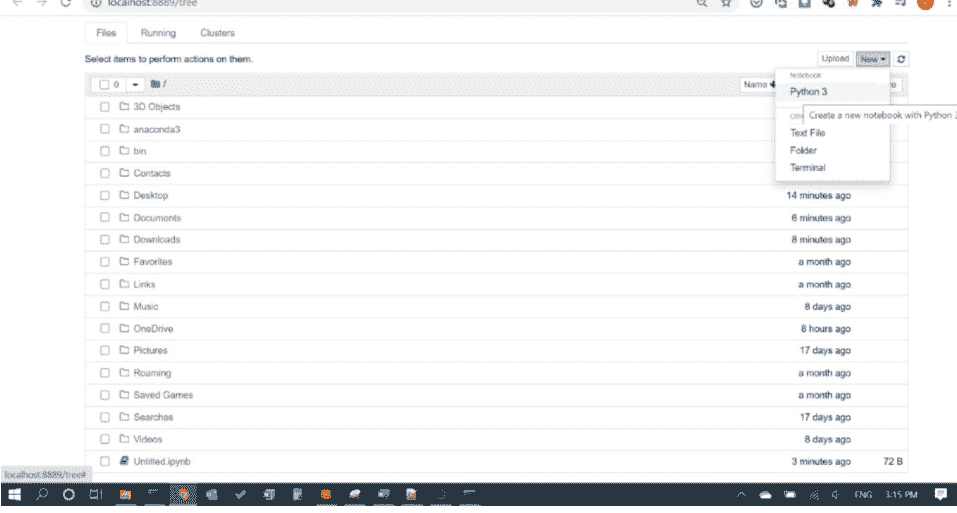 localhost:8889/tree
Files Running Clusters
Select items to perform actions on them.
Upload New
0 /
Name
Notebook
Python 3
Create a new notebook with Python 3
Text File
Folder
Terminal
3D Objects
anaconda3
bin
Contacts
Desktop 14 minutes ago
Documents 6 minutes ago
Downloads 8 minutes ago
Favorites a month ago
Links a month ago
Music 8 days ago
OneDrive 8 hours ago
Pictures 17 days ago
Roaming a month ago
Saved Games a month ago
Searches 17 days ago
Videos 8 days ago
Untitled.ipynb 3 minutes ago 72 B
localhost:8889/tree#
ENG 3:15 PM